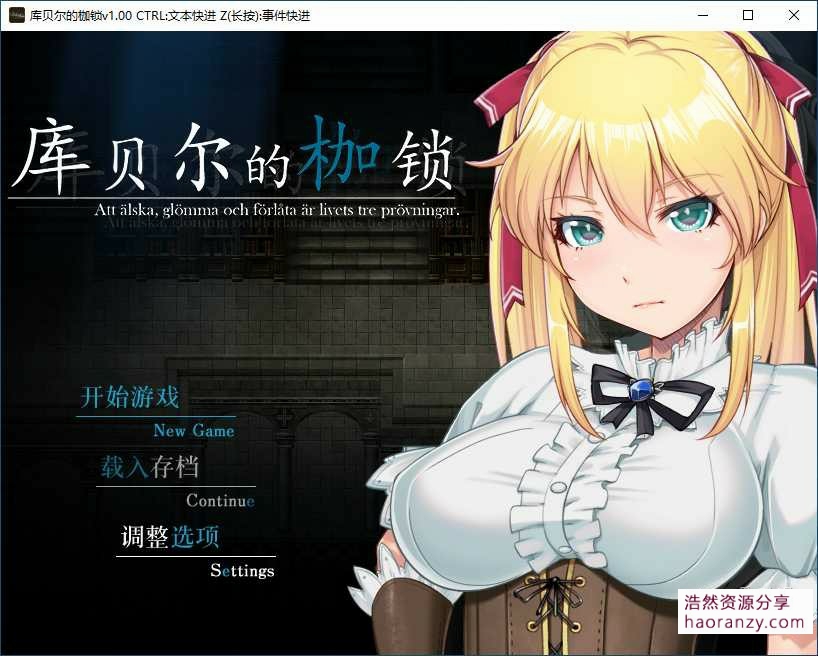 库贝尔的枷锁v1.00 CTRL:文本快进 Z(长按):事件快进
库贝尔的枷锁
Att älska, glömma och förlåta är livets tre prövningar.
开始游戏
New Game
载入存档
Continue
调整选项
Settings
浩然资源分享
haoranzy.com